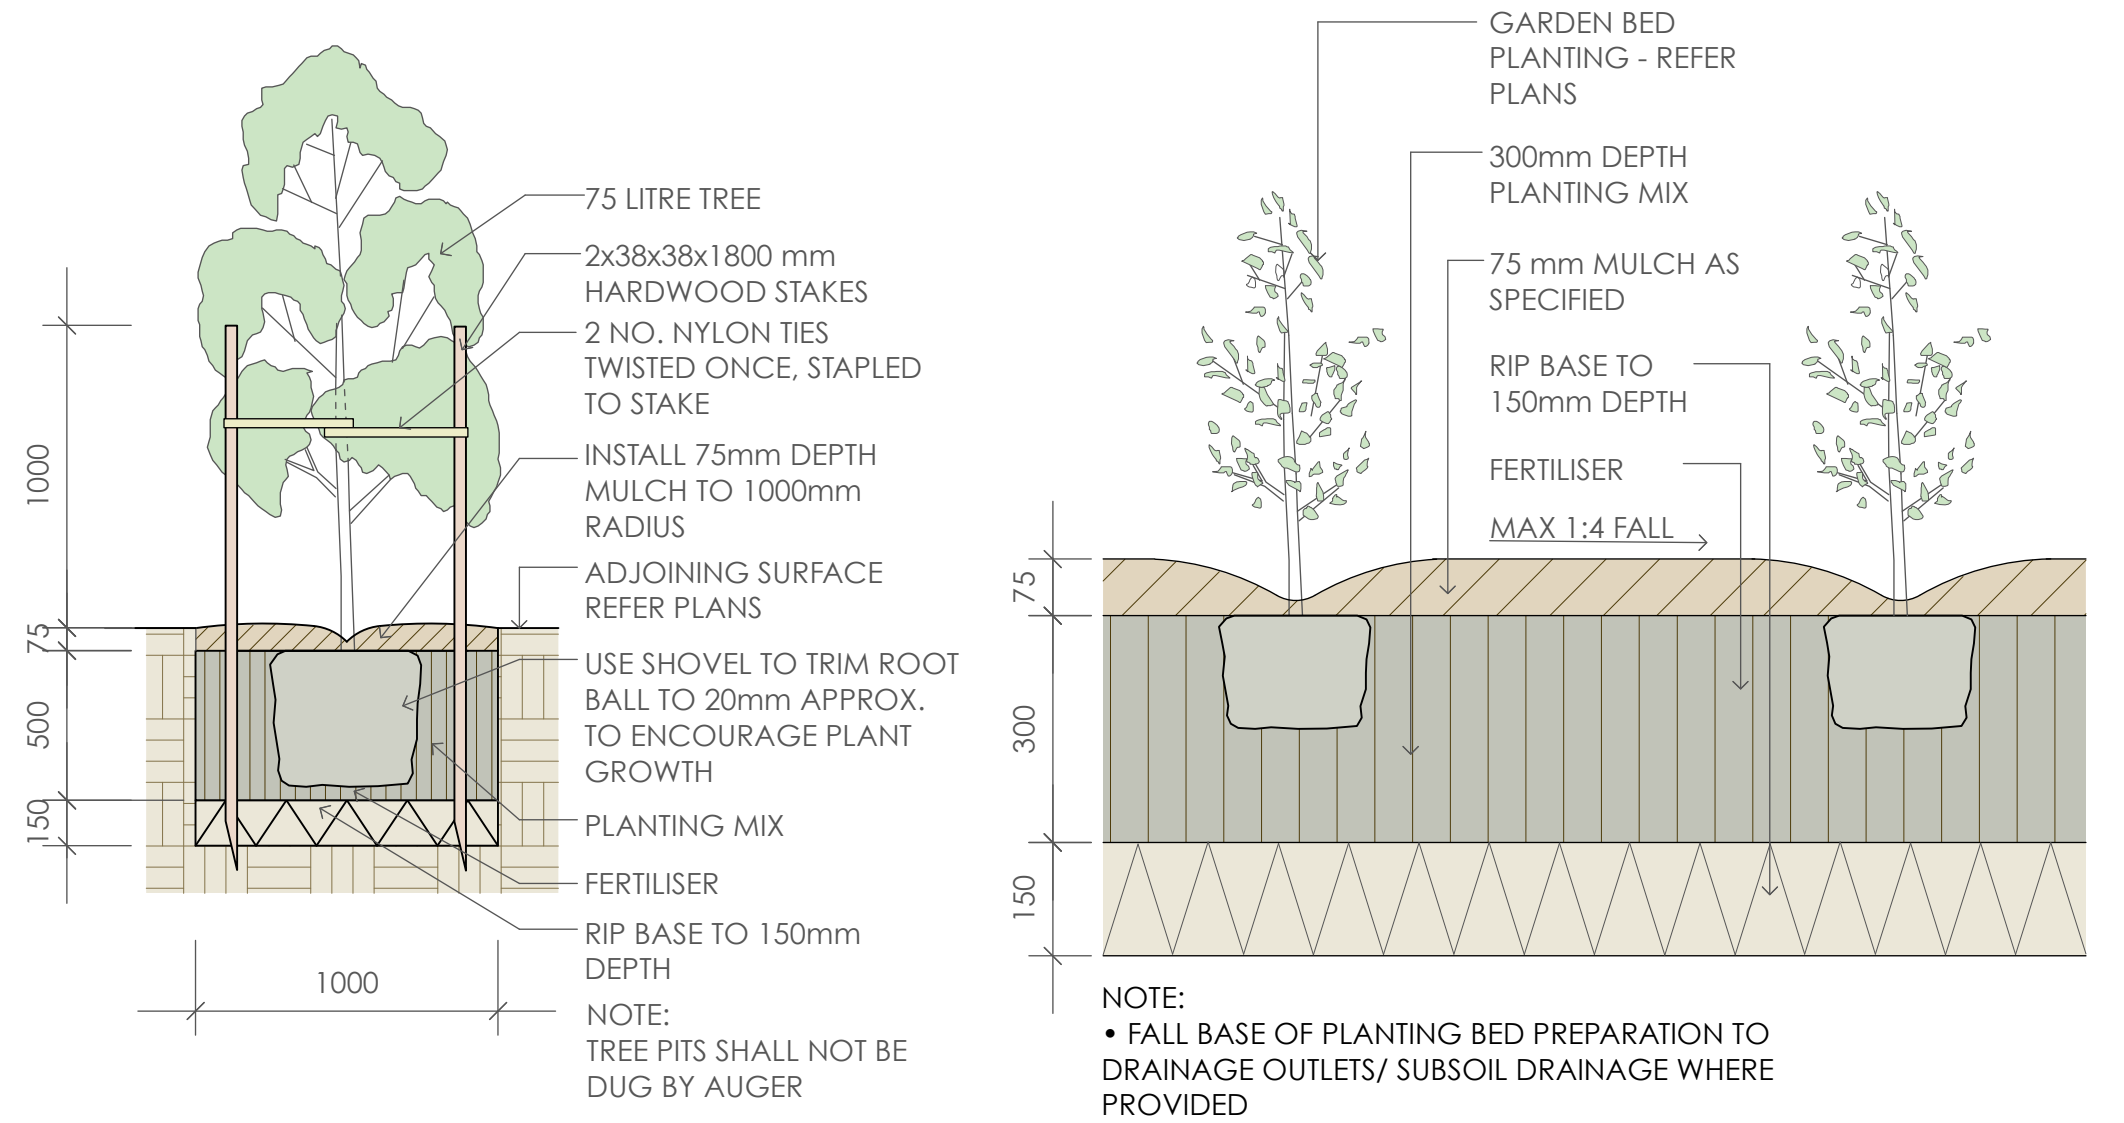 75 LITRE TREE
2x38x38x1800 mm
HARDWOOD STAKES
2 NO. NYLON TIES
TWISTED ONCE, STAPLED
TO STAKE
INSTALL 75mm DEPTH
MULCH TO 1000mm
RADIUS
ADJOINING SURFACE
REFER PLANS
USE SHOVEL TO TRIM ROOT
BALL TO 20mm APPROX.
TO ENCOURAGE PLANT
GROWTH
PLANTING MIX
FERTILISER
RIP BASE TO 150mm
DEPTH
NOTE:
TREE PITS SHALL NOT BE
DUG BY AUGER
1000
75
500
150
1000
GARDEN BED
PLANTING - REFER
PLANS
300mm DEPTH
PLANTING MIX
75 mm MULCH AS
SPECIFIED
RIP BASE TO
150mm DEPTH
FERTILISER
MAX 1:4 FALL
75
300
150
NOTE:
• FALL BASE OF PLANTING BED PREPARATION TO
DRAINAGE OUTLETS/ SUBSOIL DRAINAGE WHERE
PROVIDED